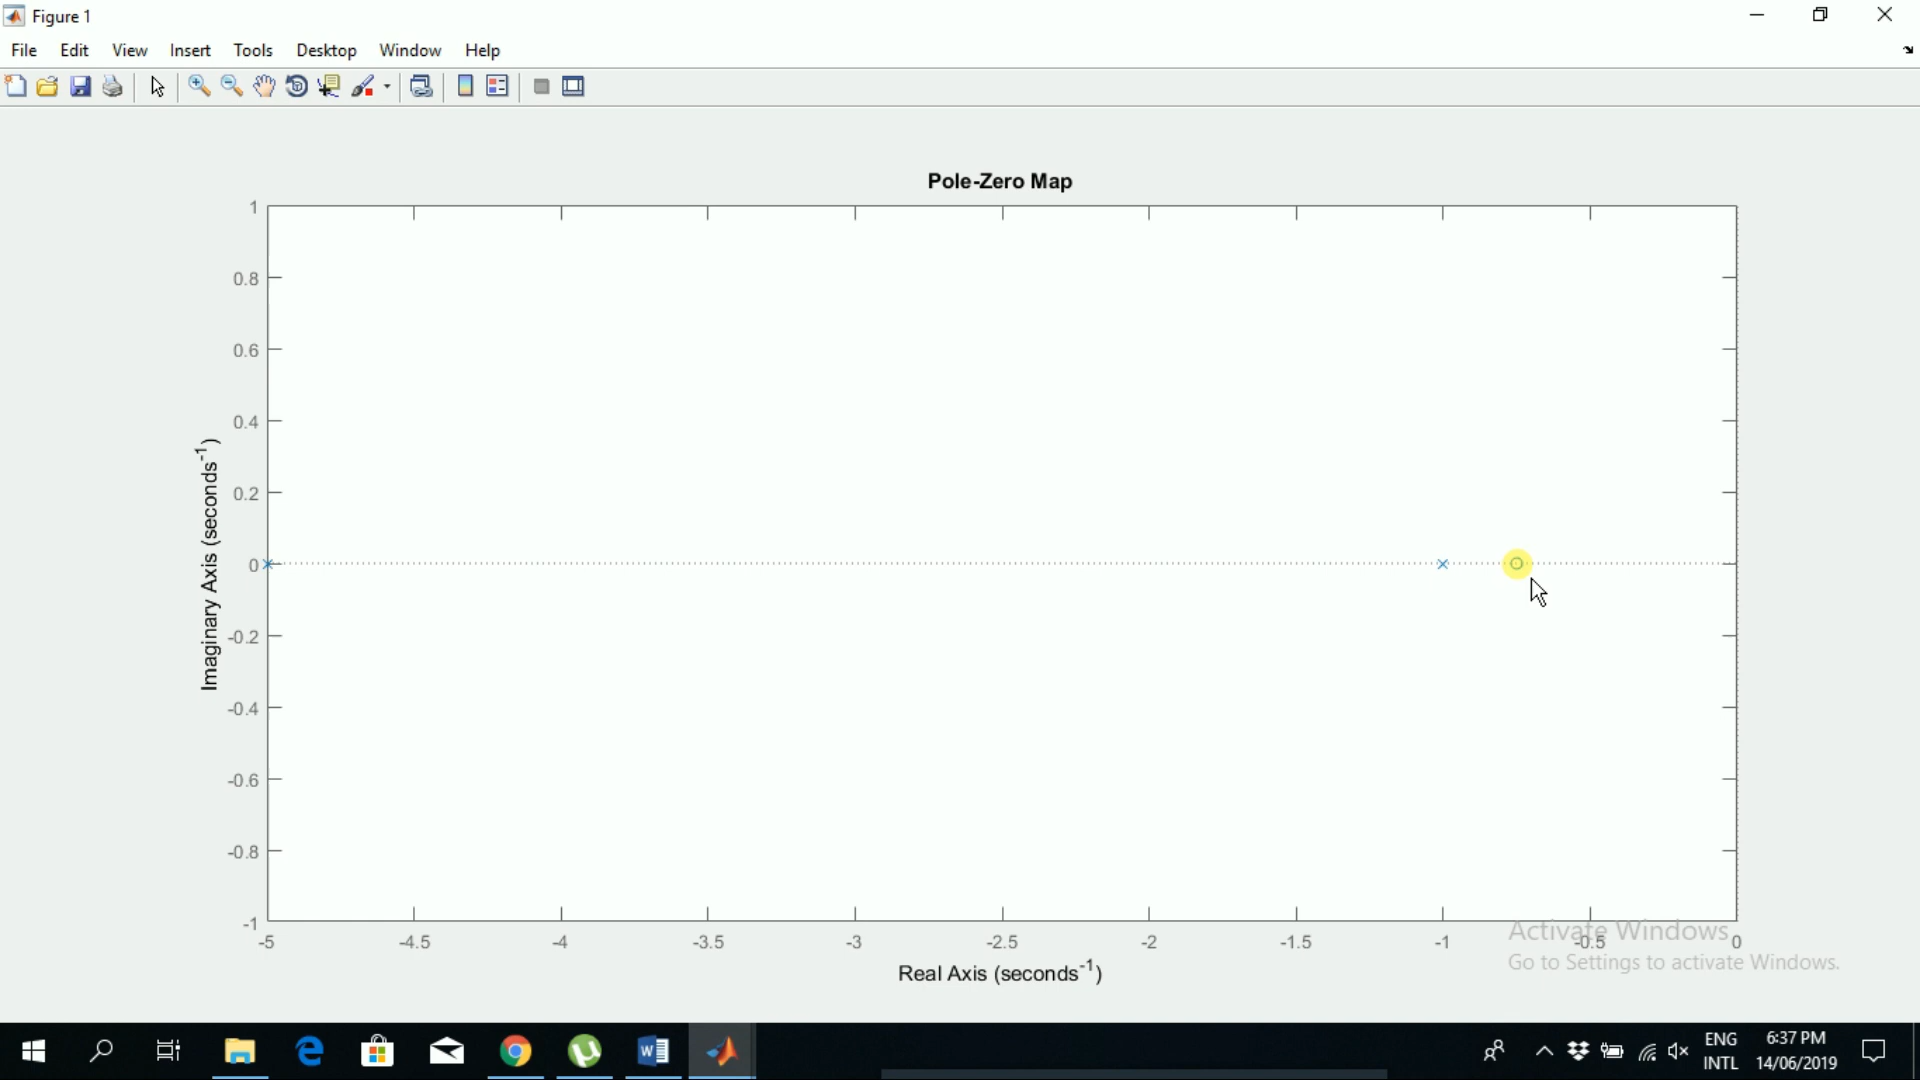 Figure 1
File Edit View Insert Tools Desktop Window Help
Pole-Zero Map
1
0.8
0.6
0.4
0.2
0
-0.2
-0.4
-0.6
-0.8
-1
Imaginary Axis (seconds⁻¹)
-5 -4.5 -4 -3.5 -3 -2.5 -2 -1.5 -1 -0.5 0
Real Axis (seconds⁻¹)
Activate Windows
Go to Settings to activate Windows.
ENG 6:37 PM
INTL 14/06/2019